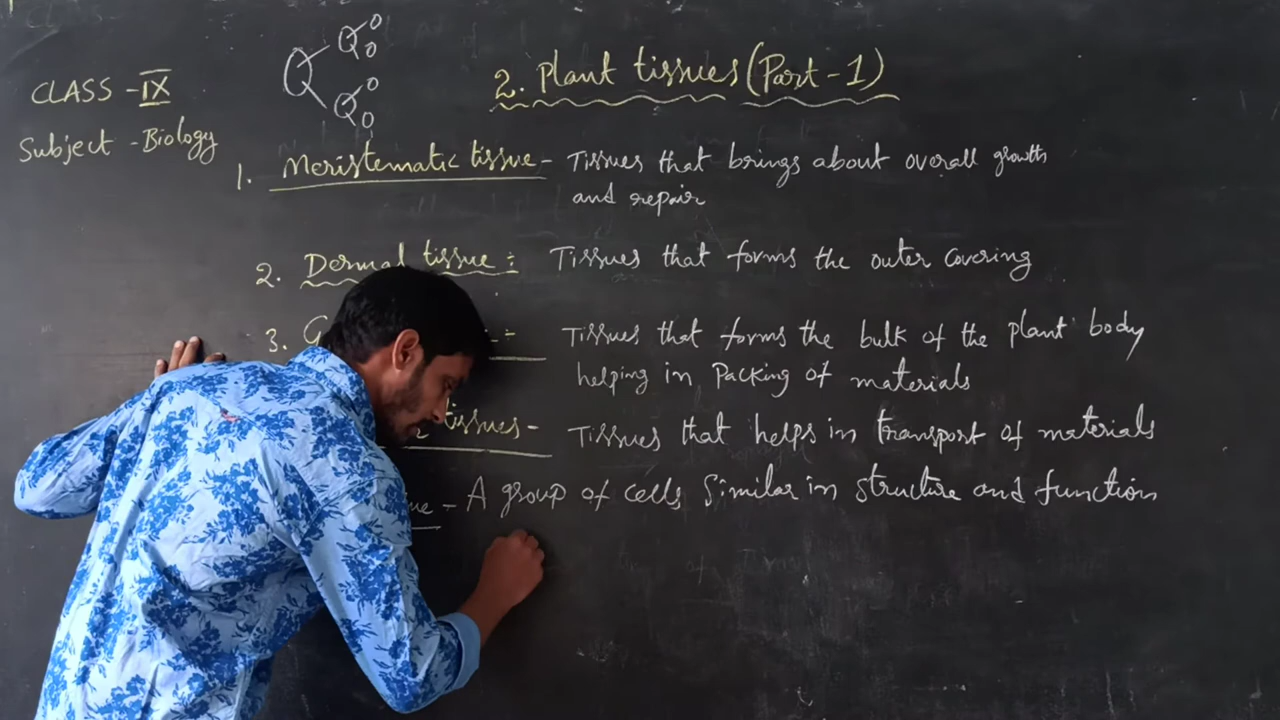 CLASS - IX
Subject - Biology
2. Plant tissues (Part - 1)
1. Meristematic tissue - Tissues that brings about overall growth
and repair
2. Dermal tissue :- Tissues that forms the outer covering
3. G :- Tissues that forms the bulk of the plant body
helping in Packing of materials
tissues - Tissues that helps in transport of materials
- A group of cells similar in structure and function